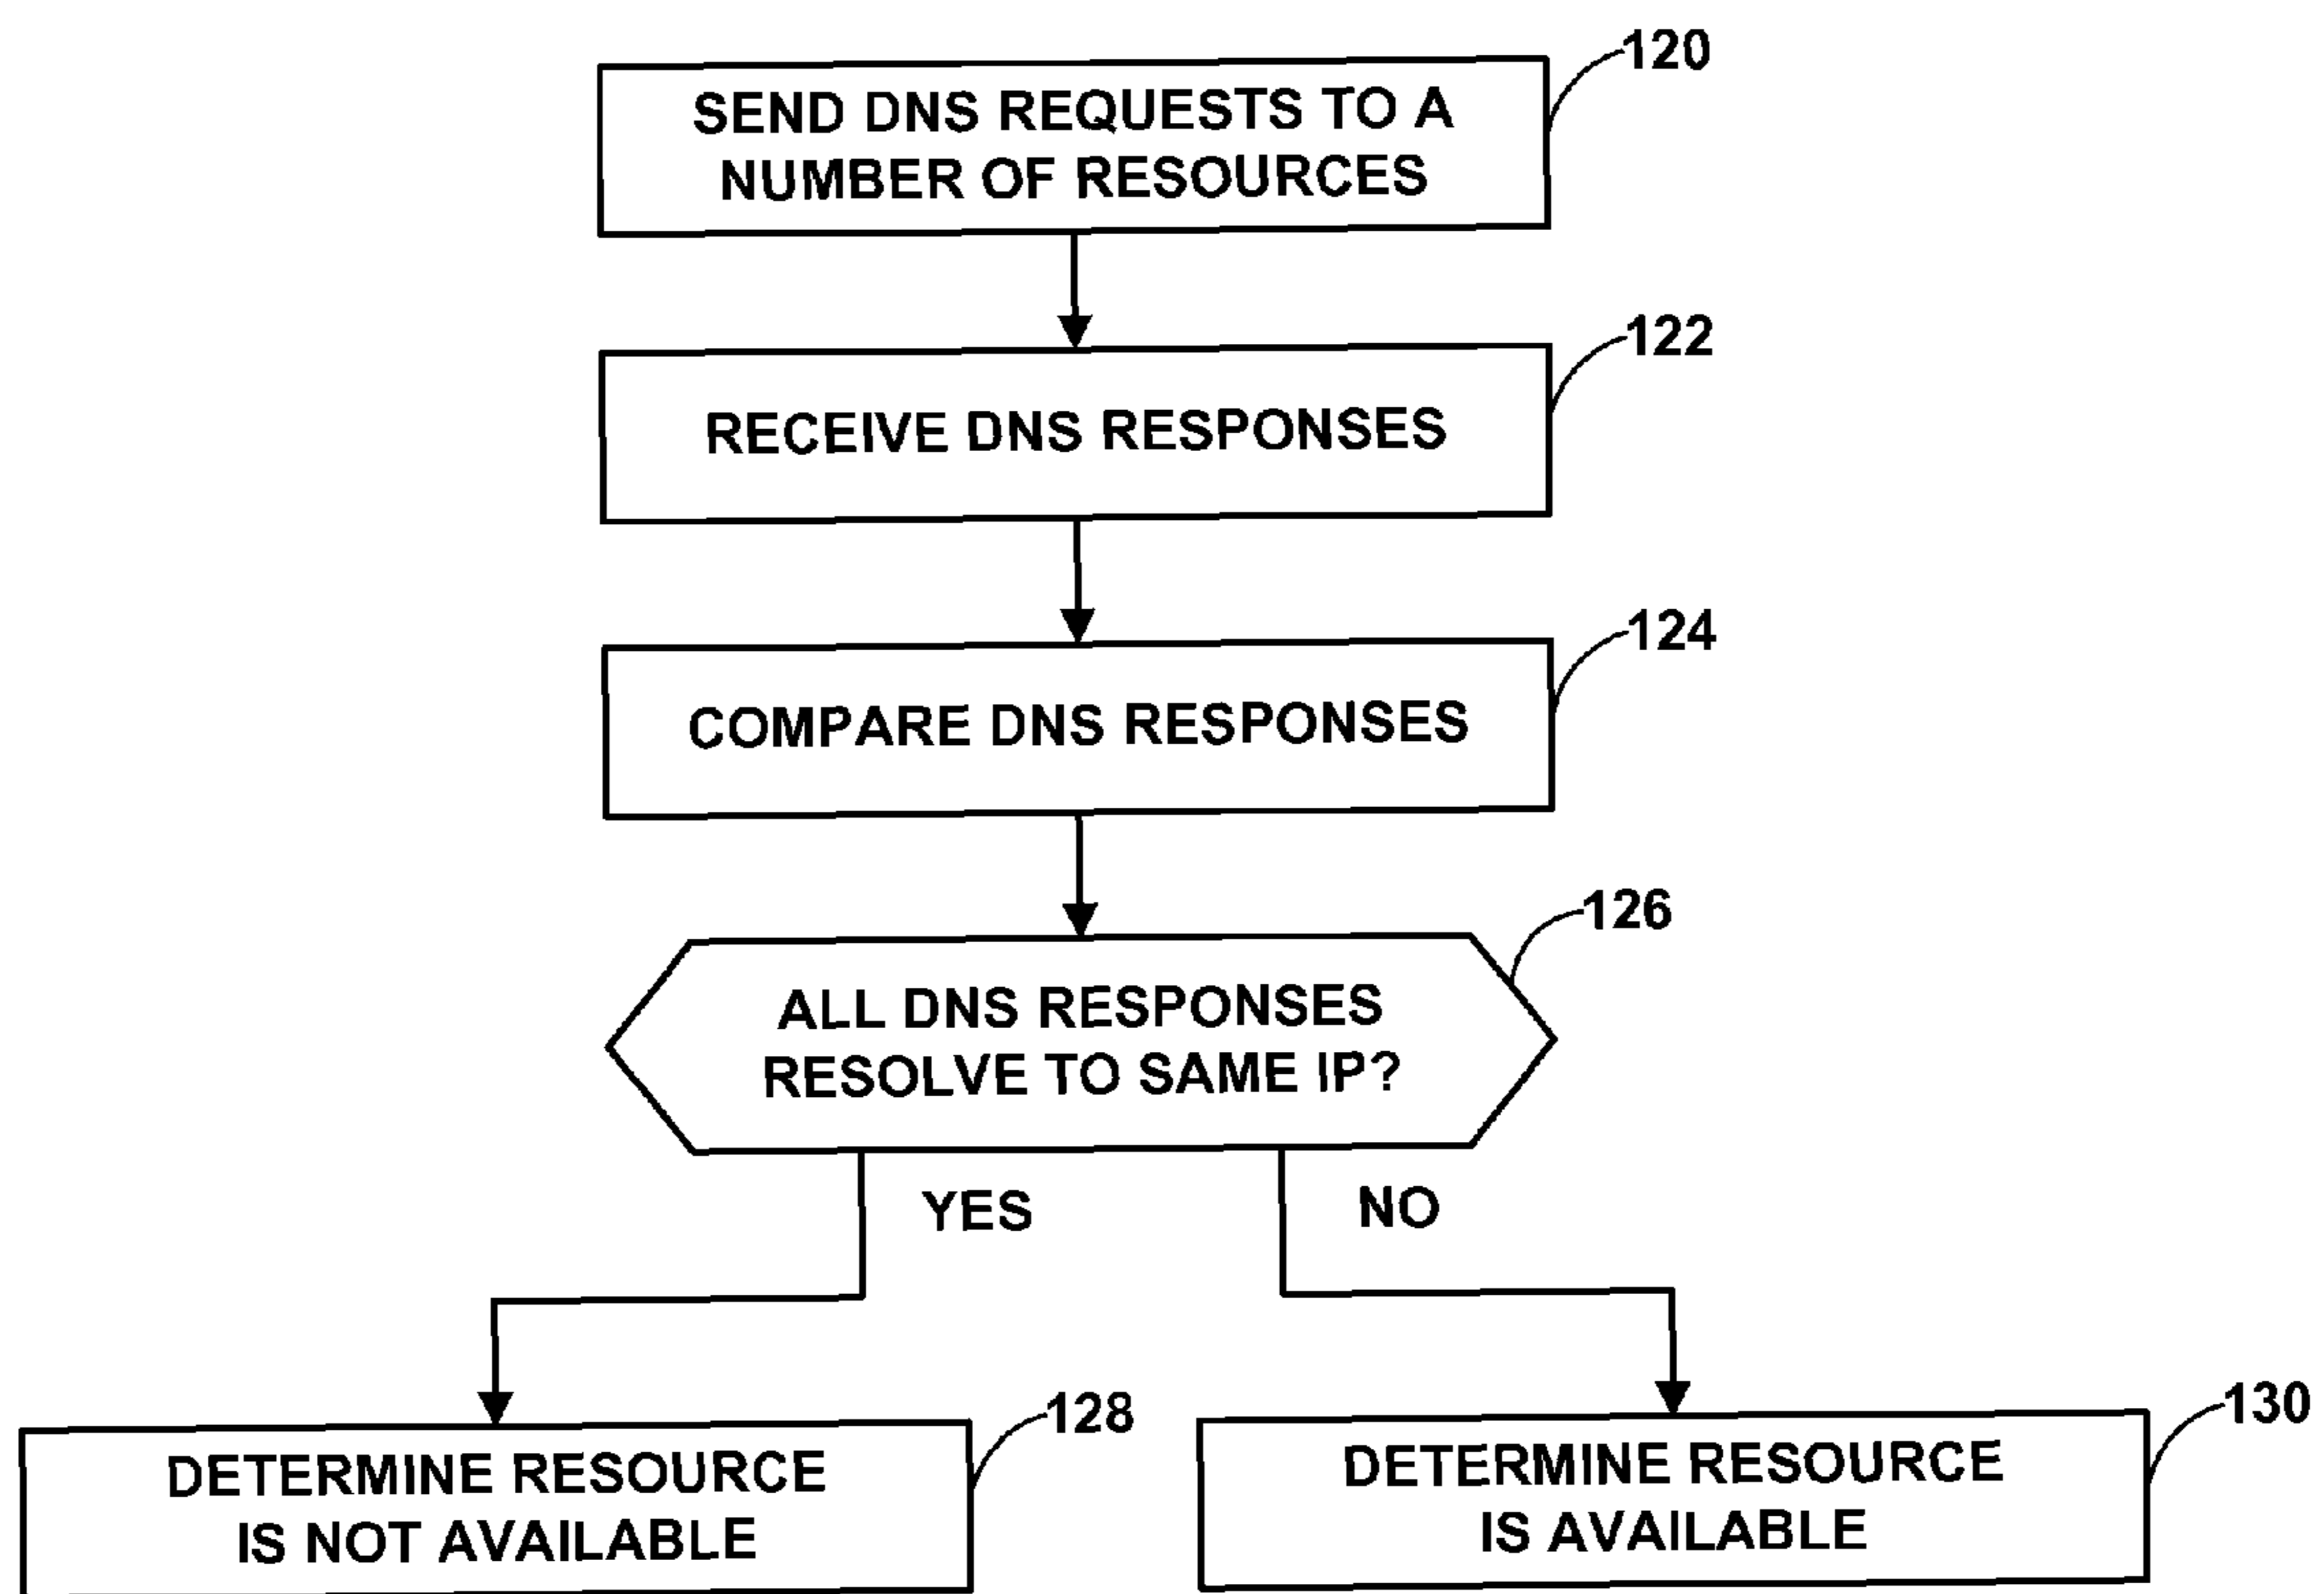 120
SEND DNS REQUESTS TO A
NUMBER OF RESOURCES
122
RECEIVE DNS RESPONSES
124
COMPARE DNS RESPONSES
126
ALL DNS RESPONSES
RESOLVE TO SAME IP?
YES
NO
128
DETERMINE RESOURCE
IS NOT AVAILABLE
130
DETERMINE RESOURCE
IS AVAILABLE